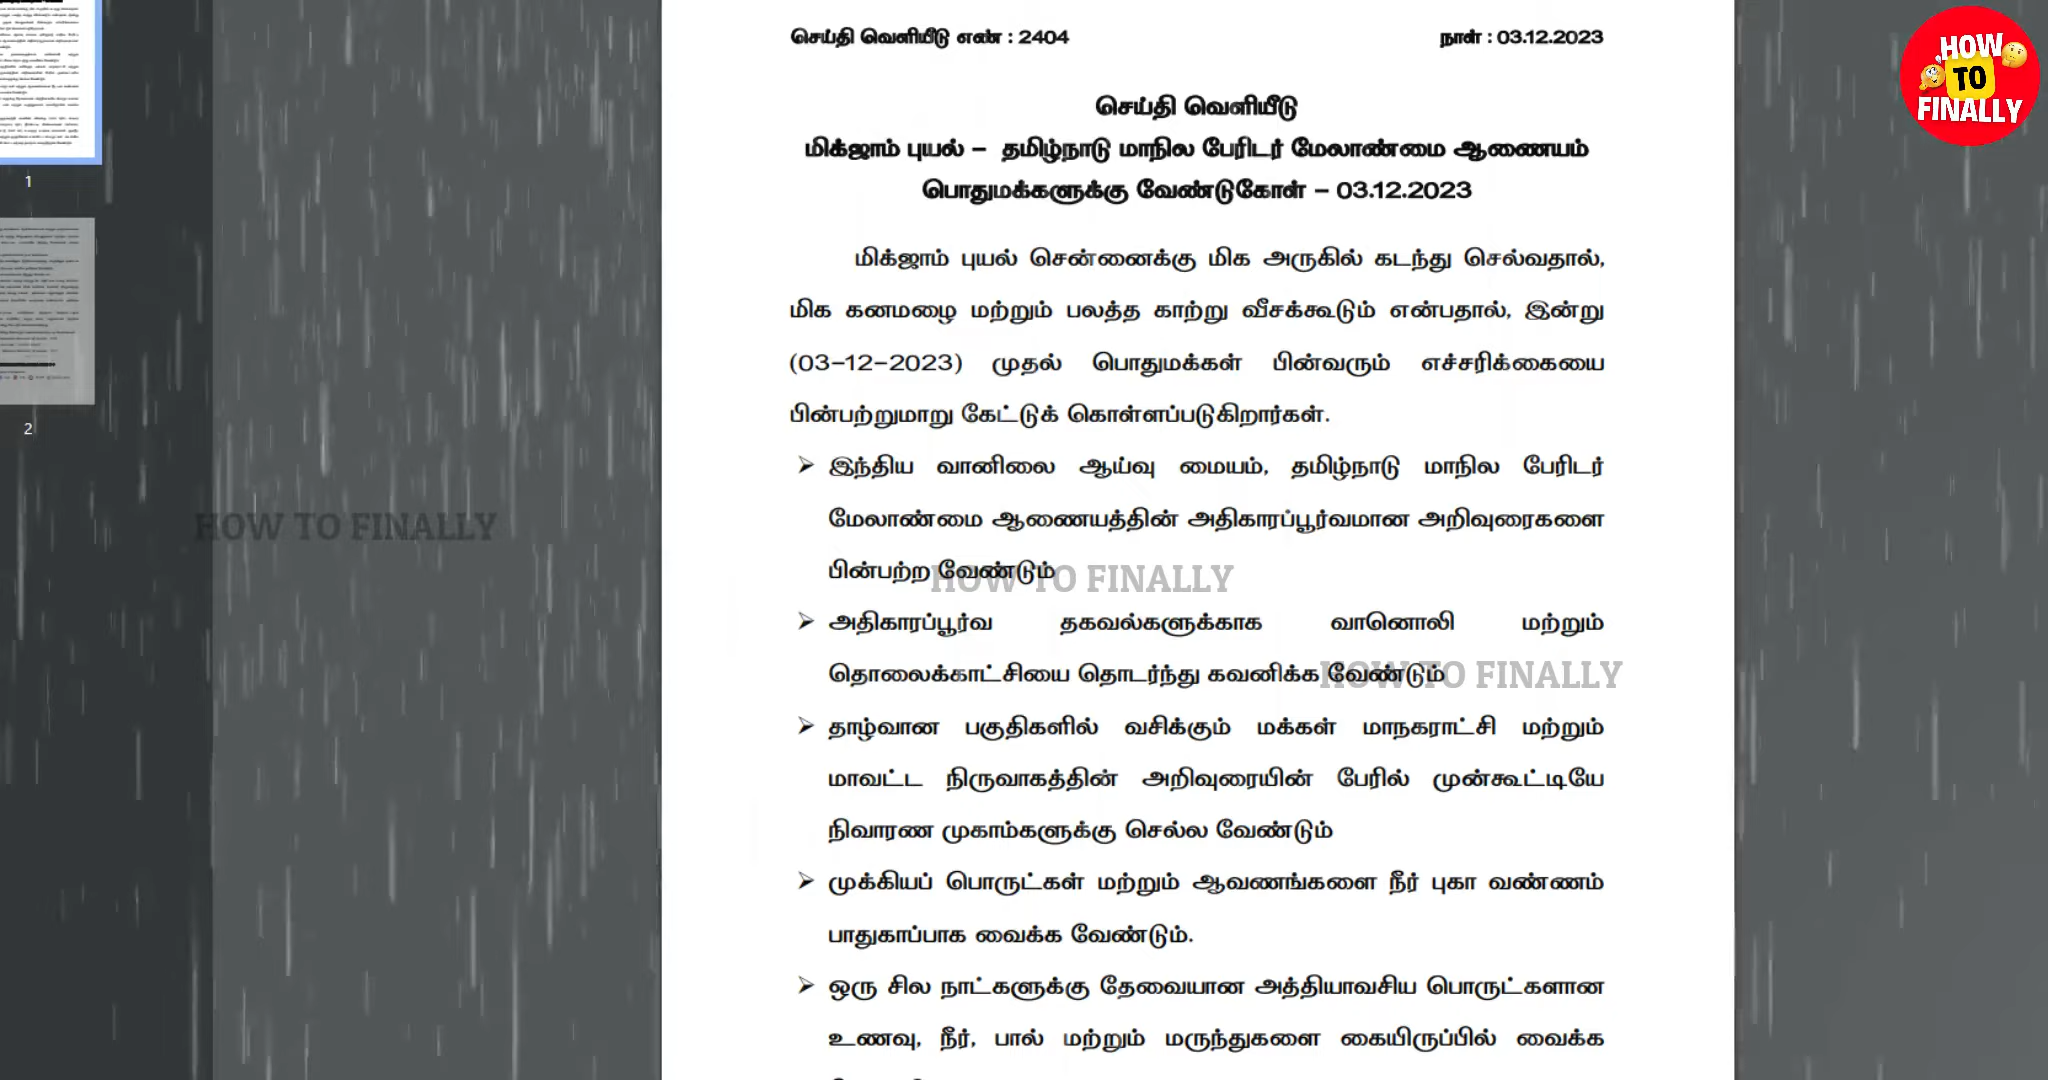 செய்தி வெளியீடு எண் : 2404
நாள் : 03.12.2023
HOW
TO
FINALLY
செய்தி வெளியீடு
மிக்ஜாம் புயல் – தமிழ்நாடு மாநில பேரிடர் மேலாண்மை ஆணையம்
பொதுமக்களுக்கு வேண்டுகோள் – 03.12.2023
மிக்ஜாம் புயல் சென்னைக்கு மிக அருகில் கடந்து செல்வதால்,
மிக கனமழை மற்றும் பலத்த காற்று வீசக்கூடும் என்பதால், இன்று
(03–12–2023) முதல் பொதுமக்கள் பின்வரும் எச்சரிக்கையை
பின்பற்றுமாறு கேட்டுக் கொள்ளப்படுகிறார்கள்.
➢ இந்திய வானிலை ஆய்வு மையம், தமிழ்நாடு மாநில பேரிடர்
மேலாண்மை ஆணையத்தின் அதிகாரப்பூர்வமான அறிவுரைகளை
பின்பற்ற வேண்டும்
➢ அதிகாரப்பூர்வ தகவல்களுக்காக வானொலி மற்றும்
தொலைக்காட்சியை தொடர்ந்து கவனிக்க வேண்டும்
➢ தாழ்வான பகுதிகளில் வசிக்கும் மக்கள் மாநகராட்சி மற்றும்
மாவட்ட நிருவாகத்தின் அறிவுரையின் பேரில் முன்கூட்டியே
நிவாரண முகாம்களுக்கு செல்ல வேண்டும்
➢ முக்கியப் பொருட்கள் மற்றும் ஆவணங்களை நீர் புகா வண்ணம்
பாதுகாப்பாக வைக்க வேண்டும்.
➢ ஒரு சில நாட்களுக்கு தேவையான அத்தியாவசிய பொருட்களான
உணவு, நீர், பால் மற்றும் மருந்துகளை கையிருப்பில் வைக்க
1
2
HOW TO FINALLY
HOW TO FINALLY
HOW TO FINALLY